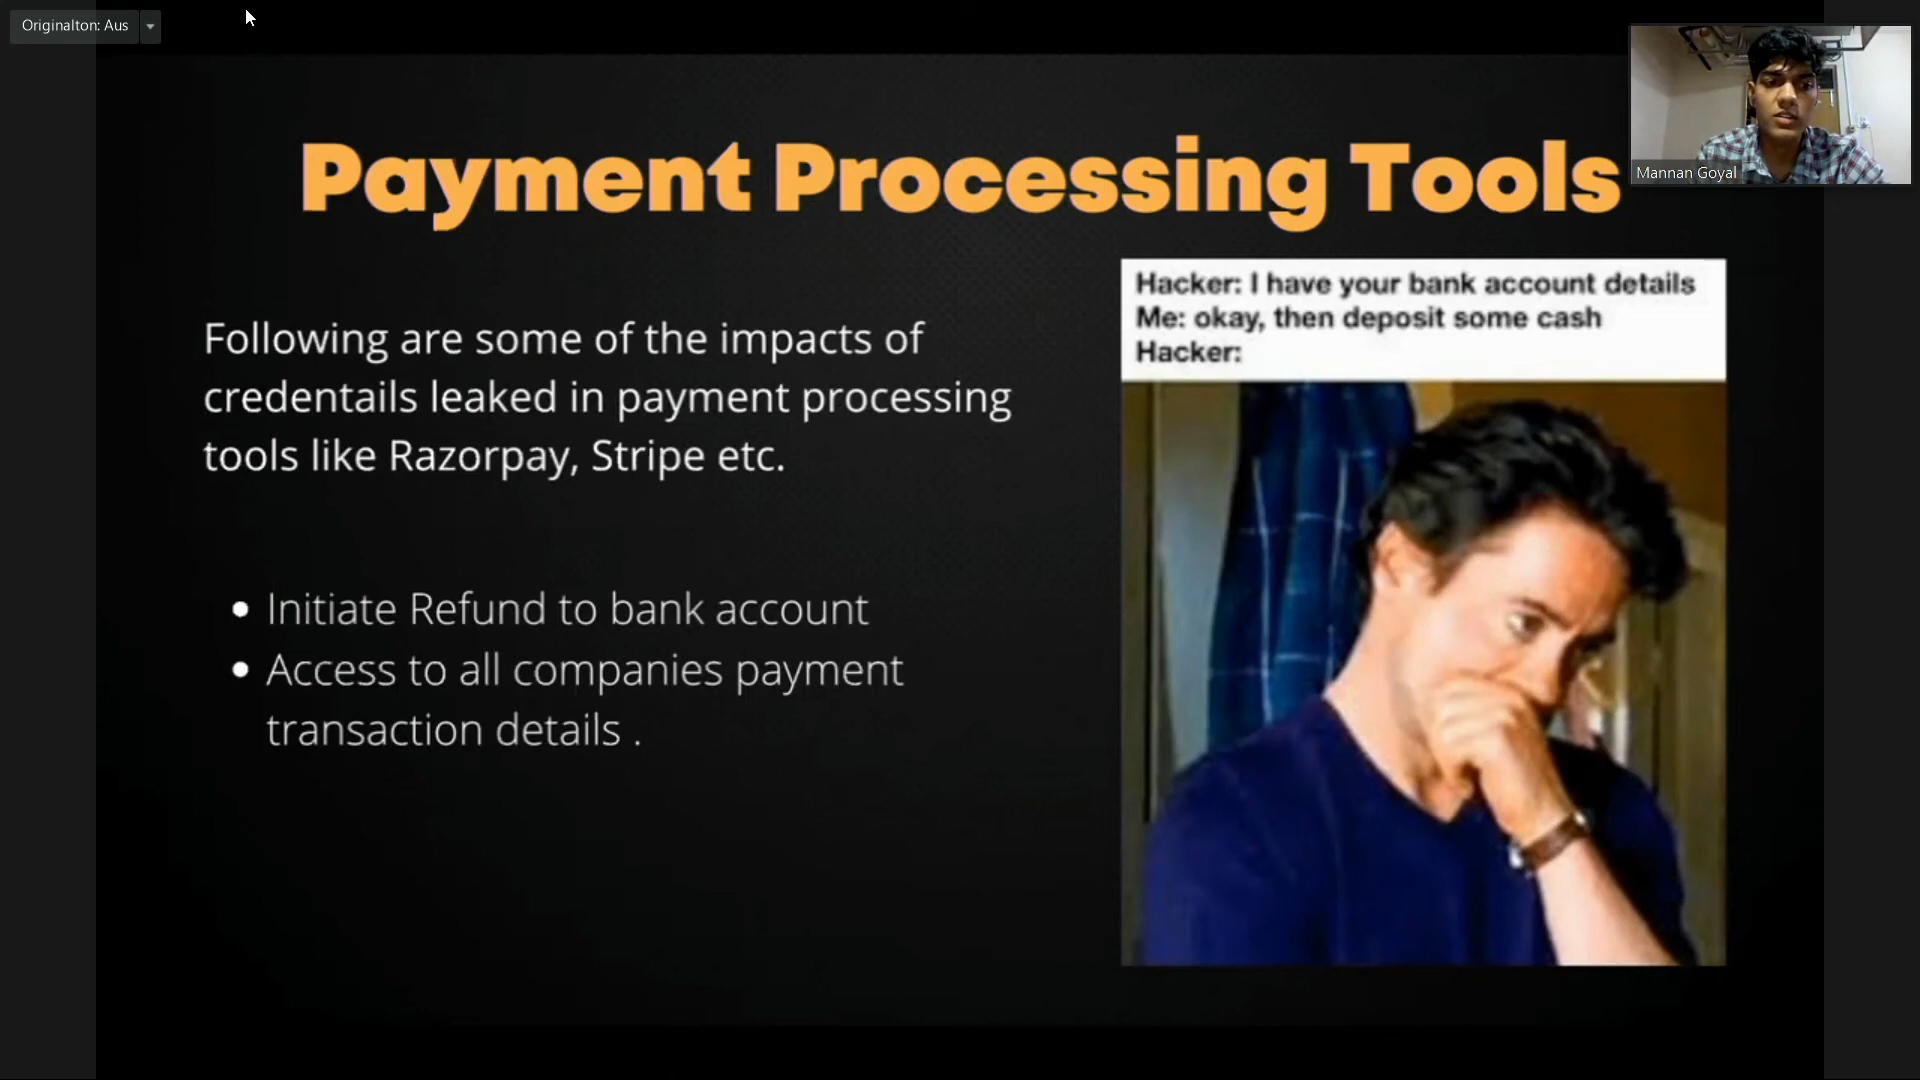 Originalton: Aus
Mannan Goyal
Payment Processing Tools
Following are some of the impacts of
credentails leaked in payment processing
tools like Razorpay, Stripe etc.
• Initiate Refund to bank account
• Access to all companies payment
transaction details .
Hacker: I have your bank account details
Me: okay, then deposit some cash
Hacker: